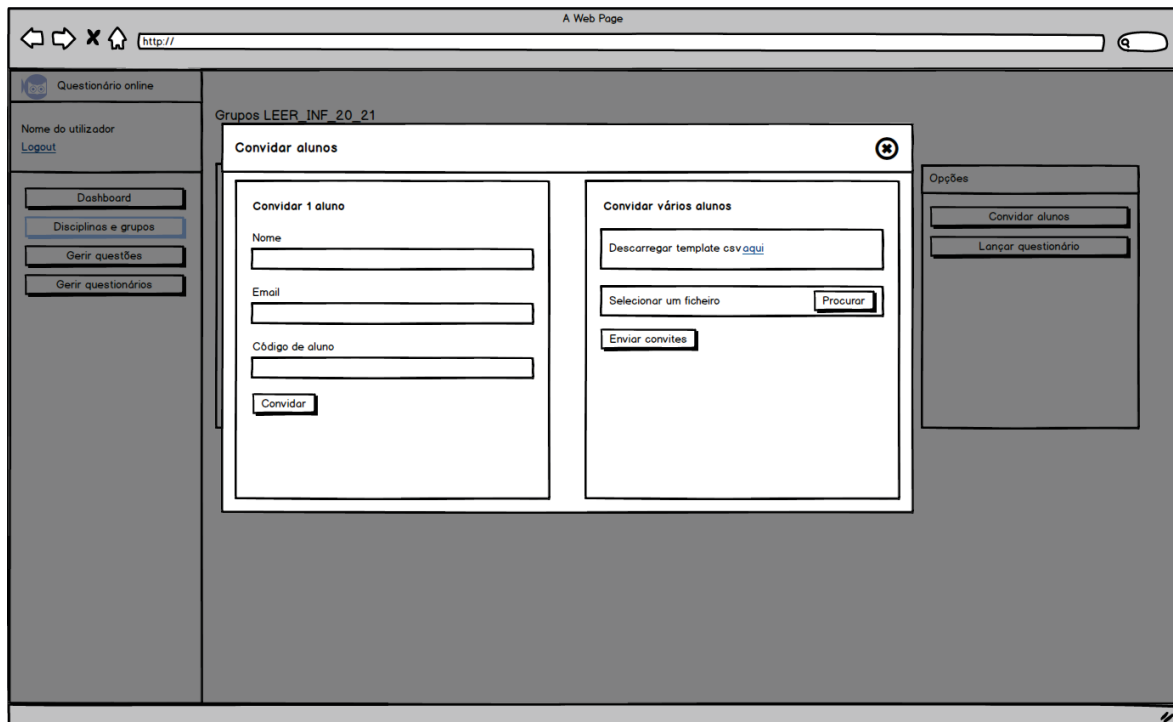 A Web Page
http://
Questionário online
Nome do utilizador
Logout
Dashboard
Disciplinas e grupos
Gerir questões
Gerir questionários
Grupos LEER_INF_20_21
Convidar alunos
Convidar 1 aluno
Nome
Email
Código de aluno
Convidar
Convidar vários alunos
Descarregar template csv aqui
Selecionar um ficheiro
Procurar
Enviar convites
Opções
Convidar alunos
Lançar questionário